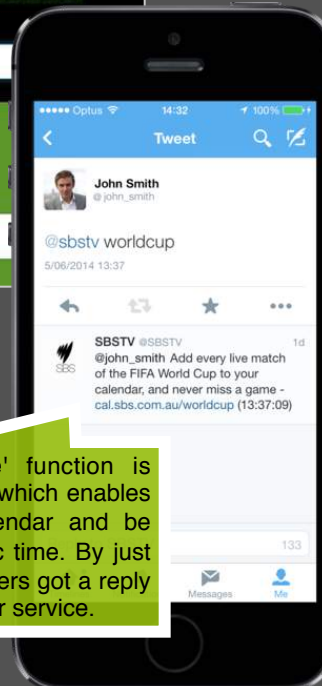 Optus 14:32 100%
Tweet
John Smith
@john_smith
@sbstv worldcup
5/06/2014 13:37
SBSTV @SBSTV 1d
@john_smith Add every live match
of the FIFA World Cup to your
calendar, and never miss a game -
cal.sbs.com.au/worldcup (13:37:09)
SBS
function is
which enables
and be
time. By just
got a reply
service.
133
Messages
Me